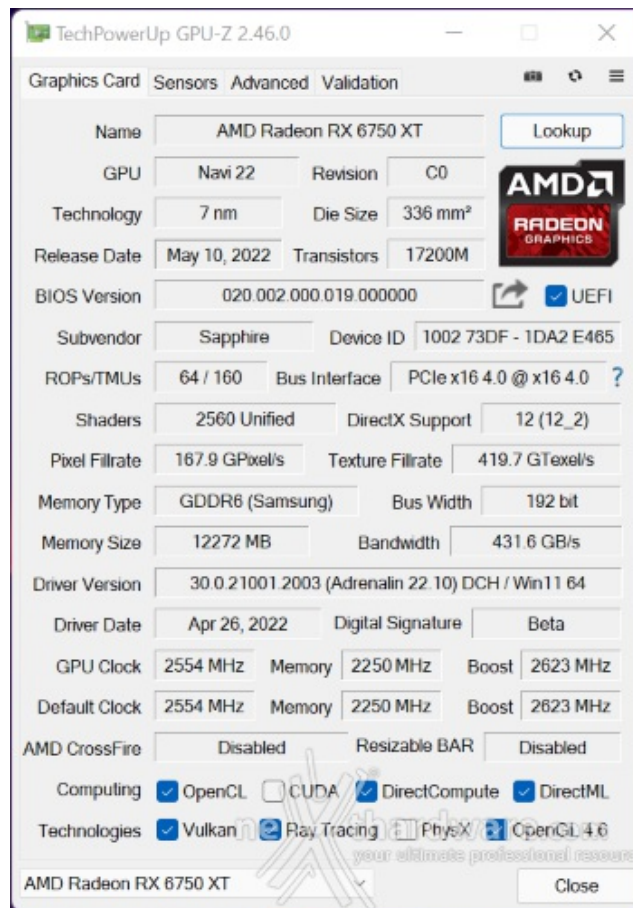 TechPowerUp GPU-Z 2.46.0
Graphics Card Sensors Advanced Validation
Name AMD Radeon RX 6750 XT Lookup
GPU Navi 22 Revision C0
AMD
RADEON
GRAPHICS
Technology 7 nm Die Size 336 mm²
Release Date May 10, 2022 Transistors 17200M
BIOS Version 020.002.000.019.000000 UEFI
Subvendor Sapphire Device ID 1002 73DF - 1DA2 E465
ROPs/TMUs 64 / 160 Bus Interface PCIe x16 4.0 @ x16 4.0 ?
Shaders 2560 Unified DirectX Support 12 (12_2)
Pixel Fillrate 167.9 GPixel/s Texture Fillrate 419.7 GTexel/s
Memory Type GDDR6 (Samsung) Bus Width 192 bit
Memory Size 12272 MB Bandwidth 431.6 GB/s
Driver Version 30.0.21001.2003 (Adrenalin 22.10) DCH / Win11 64
Driver Date Apr 26, 2022 Digital Signature Beta
GPU Clock 2554 MHz Memory 2250 MHz Boost 2623 MHz
Default Clock 2554 MHz Memory 2250 MHz Boost 2623 MHz
AMD CrossFire Disabled Resizable BAR Disabled
Computing OpenCL CUDA DirectCompute DirectML
Technologies Vulkan Ray Tracing PhysX OpenGL 4.6
nexthardware.com
your ultimate professional resource
AMD Radeon RX 6750 XT Close